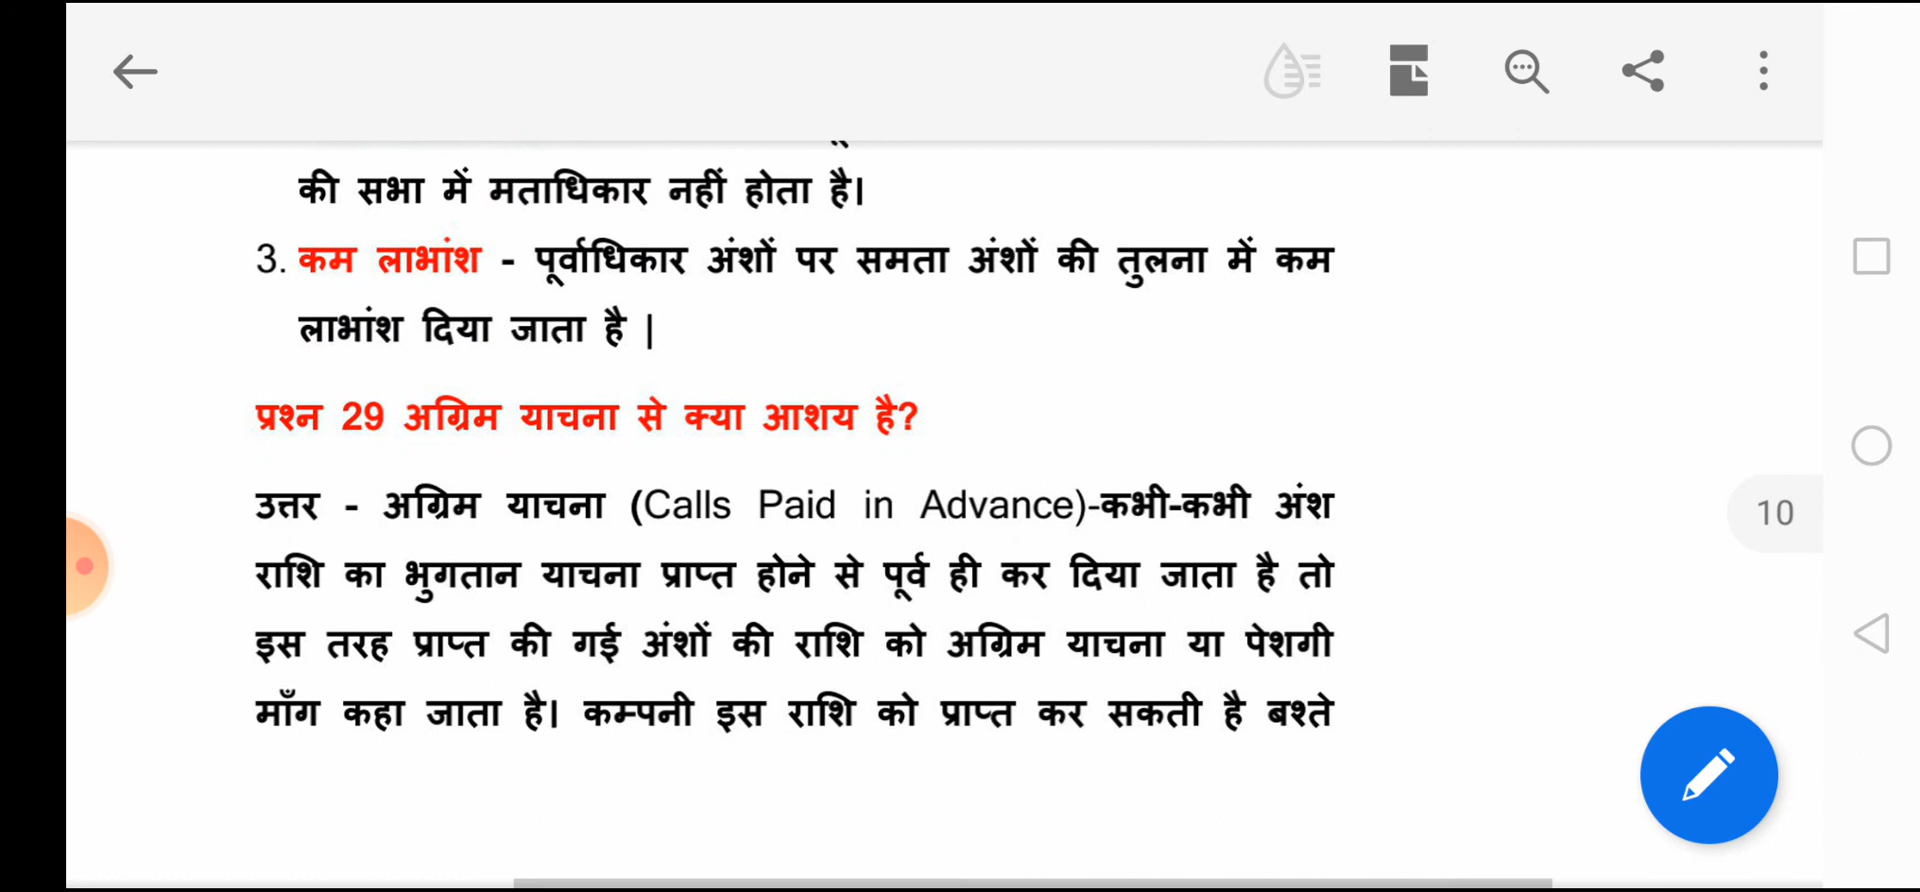 की सभा में मताधिकार नहीं होता है।
3. कम लाभांश - पूर्वाधिकार अंशों पर समता अंशों की तुलना में कम
लाभांश दिया जाता है |
प्रश्न 29 अग्रिम याचना से क्या आशय है?
उत्तर - अग्रिम याचना (Calls Paid in Advance)-कभी-कभी अंश
राशि का भुगतान याचना प्राप्त होने से पूर्व ही कर दिया जाता है तो
10
इस तरह प्राप्त की गई अंशों की राशि को अग्रिम याचना या पेशगी
माँग कहा जाता है। कम्पनी इस राशि को प्राप्त कर सकती है बश्ते